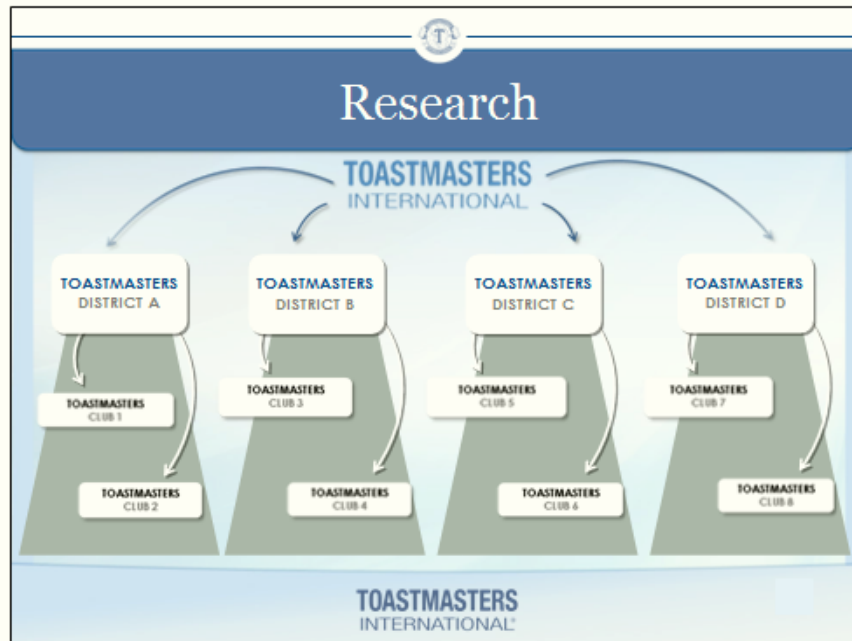 Research
TOASTMASTERS
INTERNATIONAL
TOASTMASTERS
DISTRICT A
TOASTMASTERS
DISTRICT B
TOASTMASTERS
DISTRICT C
TOASTMASTERS
DISTRICT D
TOASTMASTERS
CLUB 1
TOASTMASTERS
CLUB 2
TOASTMASTERS
CLUB 3
TOASTMASTERS
CLUB 4
TOASTMASTERS
CLUB 5
TOASTMASTERS
CLUB 6
TOASTMASTERS
CLUB 7
TOASTMASTERS
CLUB 8
TOASTMASTERS
INTERNATIONAL®